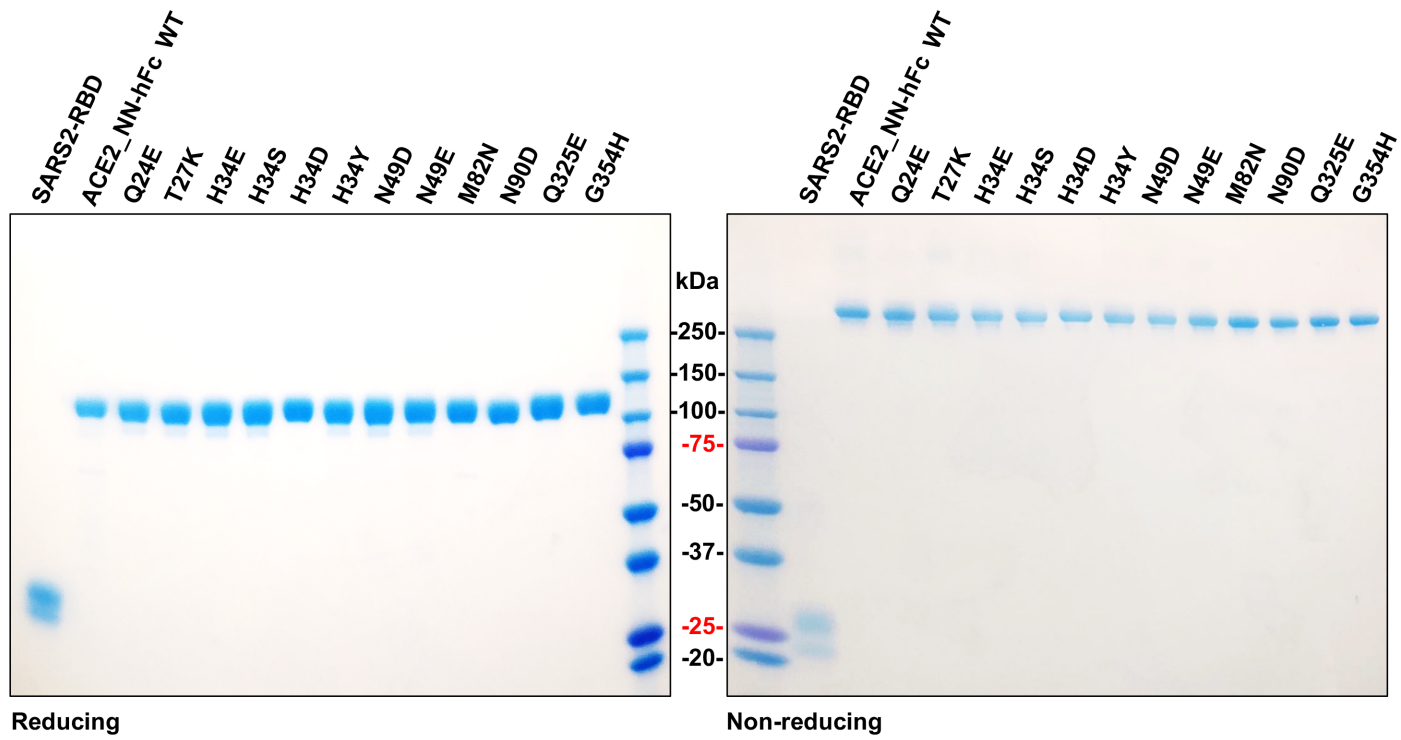 SARS2-RBD
ACE2_NN-hFc WT
Q24E
T27K
H34E
H34S
H34D
H34Y
N49D
N49E
M82N
N90D
Q325E
G354H
SARS2-RBD
ACE2_NN-hFc WT
Q24E
T27K
H34E
H34S
H34D
H34Y
N49D
N49E
M82N
N90D
Q325E
G354H
kDa
-250-
-150-
-100-
-75-
-50-
-37-
-25-
-20-
Reducing
Non-reducing